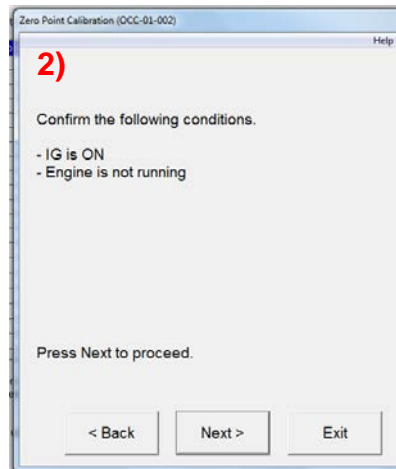 Zero Point Calibration (OCC-01-002)
Help
2)
Confirm the following conditions.
- IG is ON
- Engine is not running
Press Next to proceed.
< Back
Next >
Exit